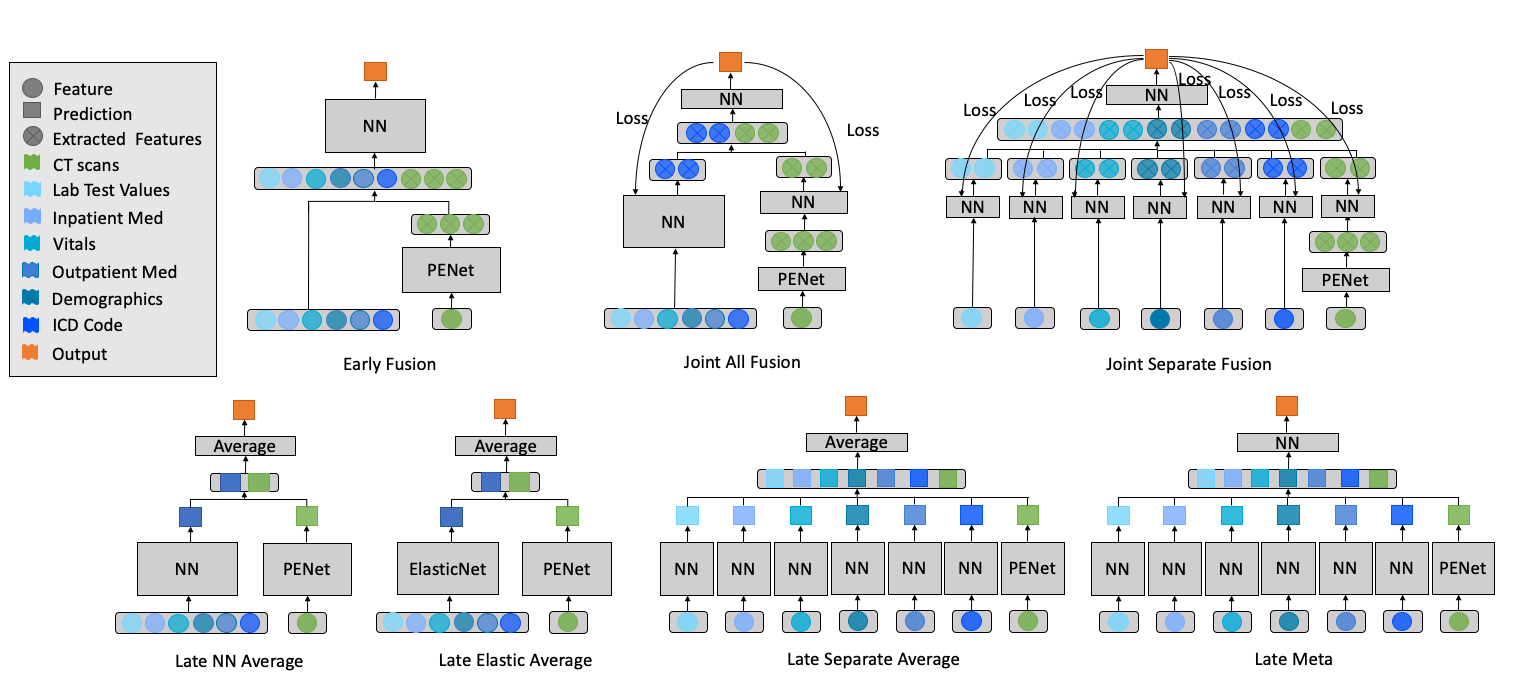 Feature
Prediction
Extracted Features
CT scans
Lab Test Values
Inpatient Med
Vitals
Outpatient Med
Demographics
ICD Code
Output
NN
PENet
Early Fusion
Loss
Loss
NN
NN
NN
PENet
Joint All Fusion
Loss
Loss
Loss
Loss
Loss
Loss
Loss
NN
NN
NN
NN
NN
NN
NN
NN
PENet
Joint Separate Fusion
Average
NN
PENet
Late NN Average
Average
ElasticNet
PENet
Late Elastic Average
Average
NN
NN
NN
NN
NN
NN
PENet
Late Separate Average
NN
NN
NN
NN
NN
NN
NN
PENet
Late Meta